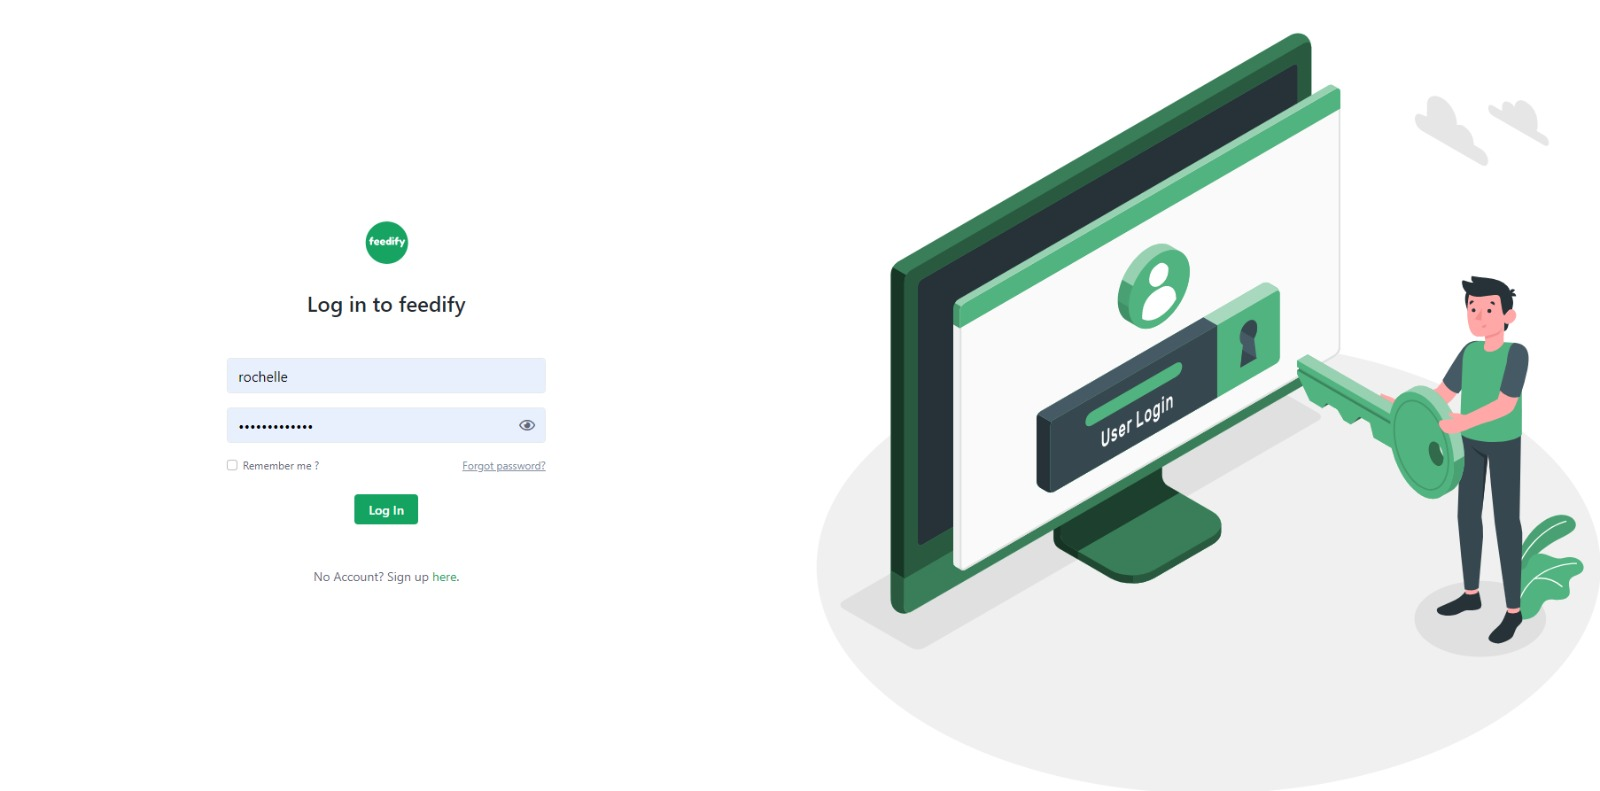 feedify
Log in to feedify
rochelle
•••••••••••••
Remember me ?
Forgot password?
Log In
No Account? Sign up here.
User Login